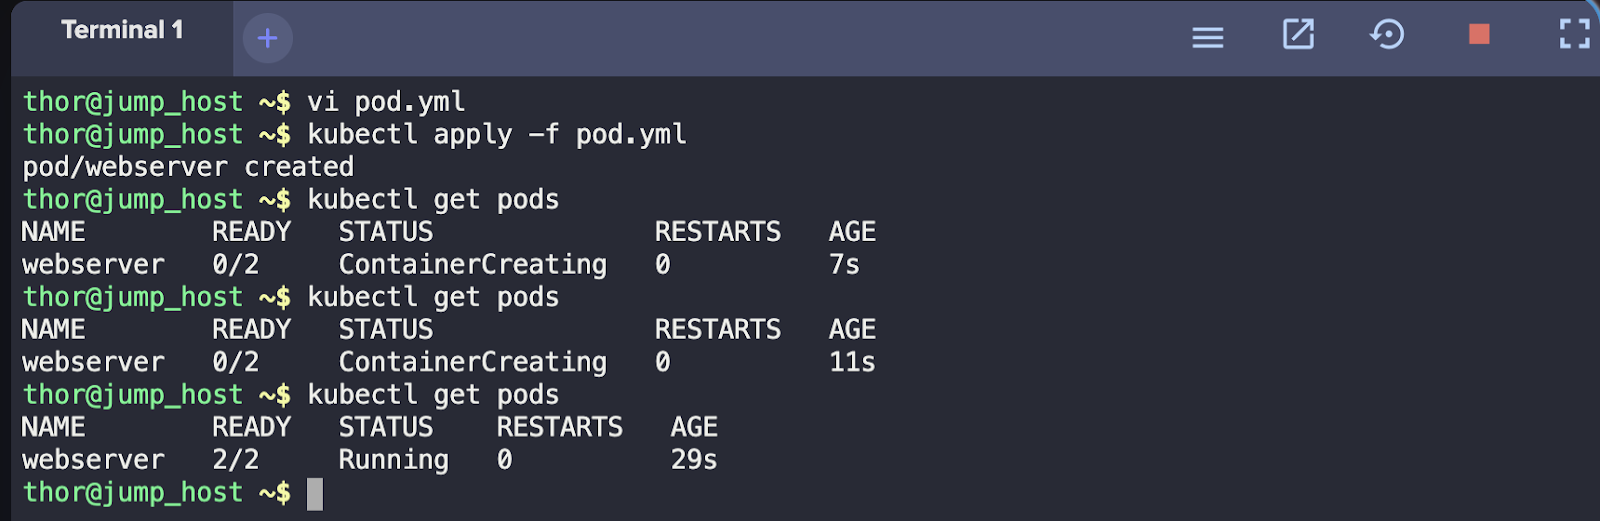 Terminal 1 +
thor@jump_host ~$ vi pod.yml
thor@jump_host ~$ kubectl apply -f pod.yml
pod/webserver created
thor@jump_host ~$ kubectl get pods
NAME        READY   STATUS              RESTARTS   AGE
webserver   0/2     ContainerCreating   0          7s
thor@jump_host ~$ kubectl get pods
NAME        READY   STATUS              RESTARTS   AGE
webserver   0/2     ContainerCreating   0          11s
thor@jump_host ~$ kubectl get pods
NAME        READY   STATUS    RESTARTS   AGE
webserver   2/2     Running   0          29s
thor@jump_host ~$